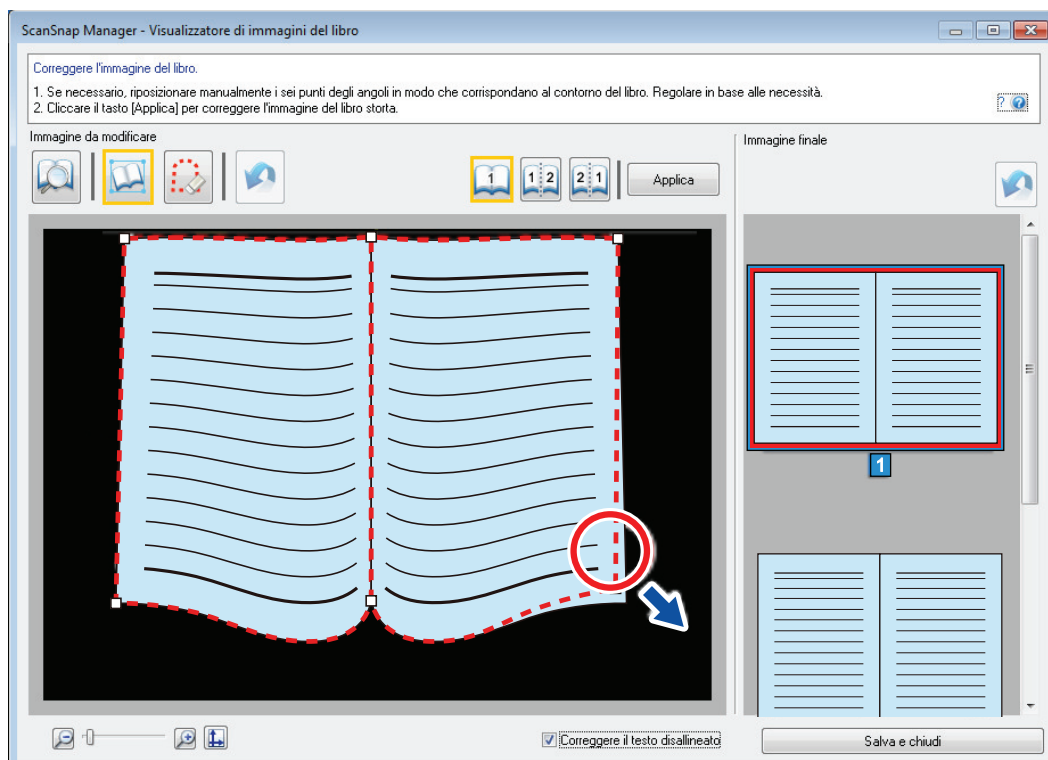 ScanSnap Manager - Visualizzatore di immagini del libro
Correggere l'immagine del libro.
1. Se necessario, riposizionare manualmente i sei punti degli angoli in modo che corrispondano al contorno del libro. Regolare in base alle necessità.
2. Cliccare il tasto [Applica] per correggere l'immagine del libro storta.
?
Immagine da modificare
Immagine finale
1
1 2
2 1
Applica
1
Correggere il testo disallineato
Salva e chiudi